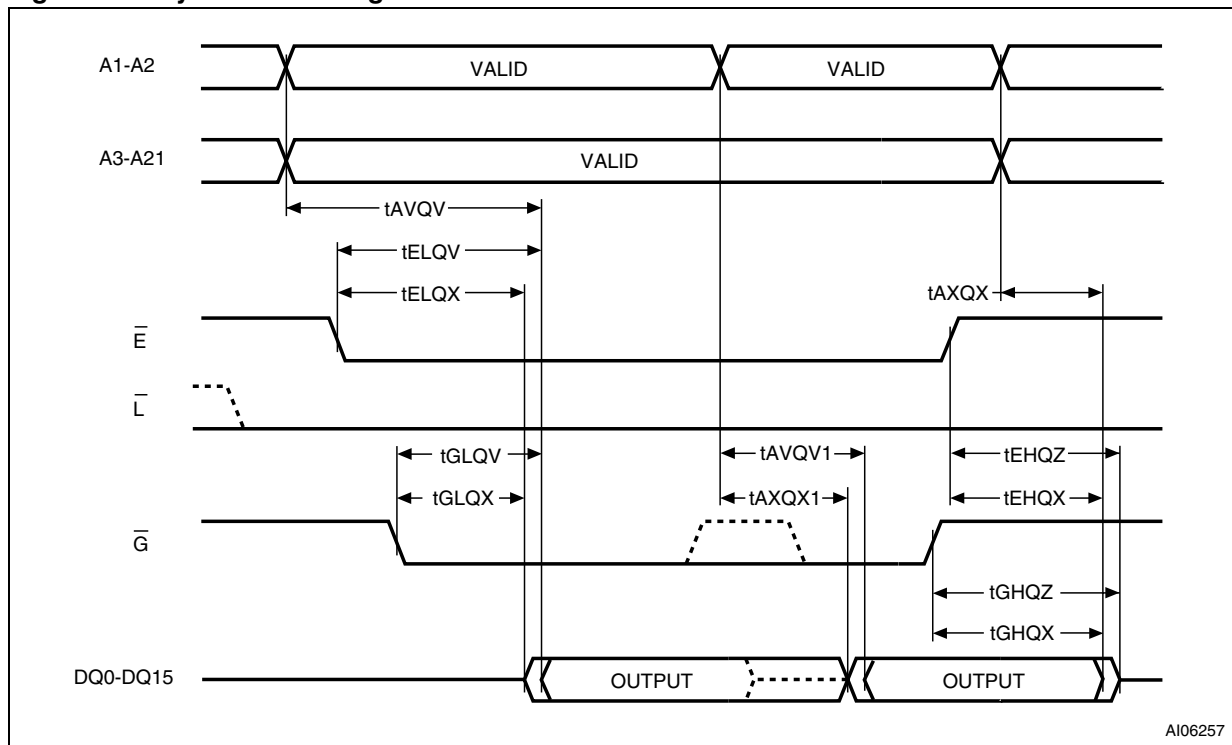 A1-A2
VALID
VALID
A3-A21
VALID
tAVQV
tELQV
tELQX
tAXQX
E
L
tGLQV
tAVQV1
tEHQZ
tGLQX
tAXQX1
tEHQX
G
tGHQZ
tGHQX
DQ0-DQ15
OUTPUT
OUTPUT
AI06257